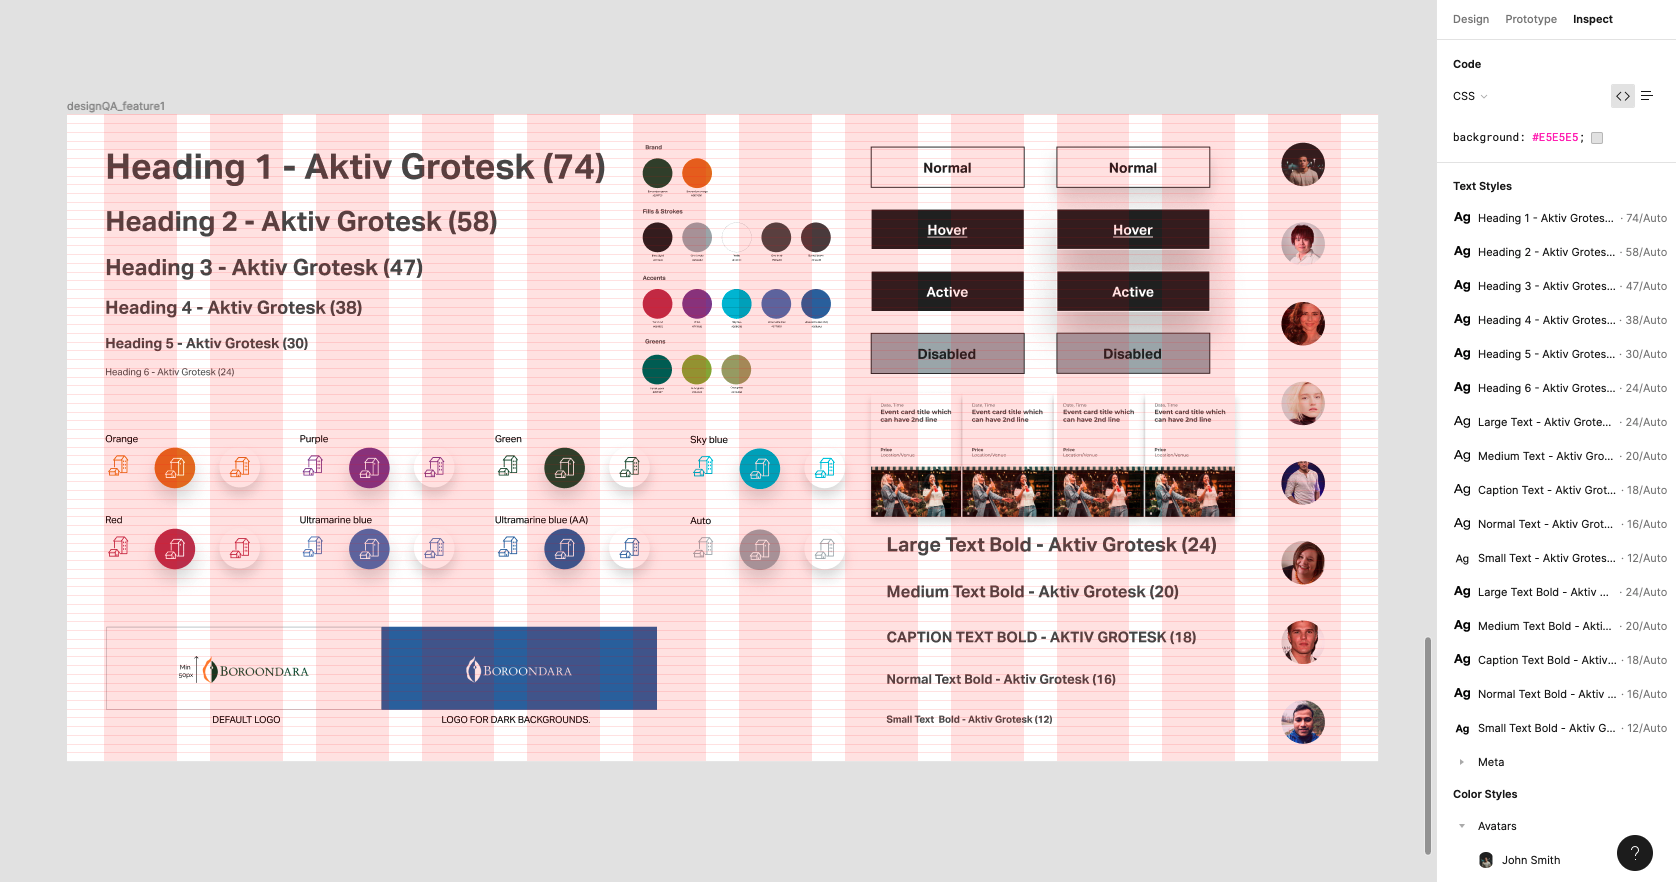 designQA_feature1
Heading 1 - Aktiv Grotesk (74)
Heading 2 - Aktiv Grotesk (58)
Heading 3 - Aktiv Grotesk (47)
Heading 4 - Aktiv Grotesk (38)
Heading 5 - Aktiv Grotesk (30)
Heading 6 - Aktiv Grotesk (24)
Brand
Fills & Strokes
Accents
Greens
Orange
Purple
Green
Sky blue
Red
Ultramarine blue
Ultramarine blue (AA)
Auto
Min
50px
BOROONDARA
BOROONDARA
DEFAULT LOGO
LOGO FOR DARK BACKGROUNDS.
Normal
Normal
Hover
Hover
Active
Active
Disabled
Disabled
Date, Time
Event card title which
can have 2nd line
Price
Location/Venue
Date, Time
Event card title which
can have 2nd line
Price
Location/Venue
Date, Time
Event card title which
can have 2nd line
Price
Location/Venue
Date, Time
Event card title which
can have 2nd line
Price
Location/Venue
Large Text Bold - Aktiv Grotesk (24)
Medium Text Bold - Aktiv Grotesk (20)
CAPTION TEXT BOLD - AKTIV GROTESK (18)
Normal Text Bold - Aktiv Grotesk (16)
Small Text Bold - Aktiv Grotesk (12)
Design Prototype Inspect
Code
CSS
background: #E5E5E5;
Text Styles
Ag Heading 1 - Aktiv Grotes... · 74/Auto
Ag Heading 2 - Aktiv Grotes... · 58/Auto
Ag Heading 3 - Aktiv Grotes... · 47/Auto
Ag Heading 4 - Aktiv Grotes... · 38/Auto
Ag Heading 5 - Aktiv Grotes... · 30/Auto
Ag Heading 6 - Aktiv Grotes... · 24/Auto
Ag Large Text - Aktiv Grote... · 24/Auto
Ag Medium Text - Aktiv Gro... · 20/Auto
Ag Caption Text - Aktiv Grot... · 18/Auto
Ag Normal Text - Aktiv Grot... · 16/Auto
Ag Small Text - Aktiv Grotes... · 12/Auto
Ag Large Text Bold - Aktiv ... · 24/Auto
Ag Medium Text Bold - Akti... · 20/Auto
Ag Caption Text Bold - Aktiv... · 18/Auto
Ag Normal Text Bold - Aktiv ... · 16/Auto
Ag Small Text Bold - Aktiv G... · 12/Auto
Meta
Color Styles
Avatars
John Smith
?